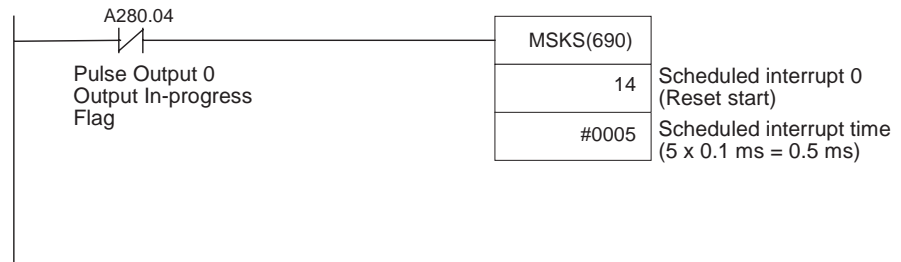 A280.04
Pulse Output 0
Output In-progress
Flag
MSKS(690)
14
Scheduled interrupt 0
(Reset start)
#0005
Scheduled interrupt time
(5 x 0.1 ms = 0.5 ms)